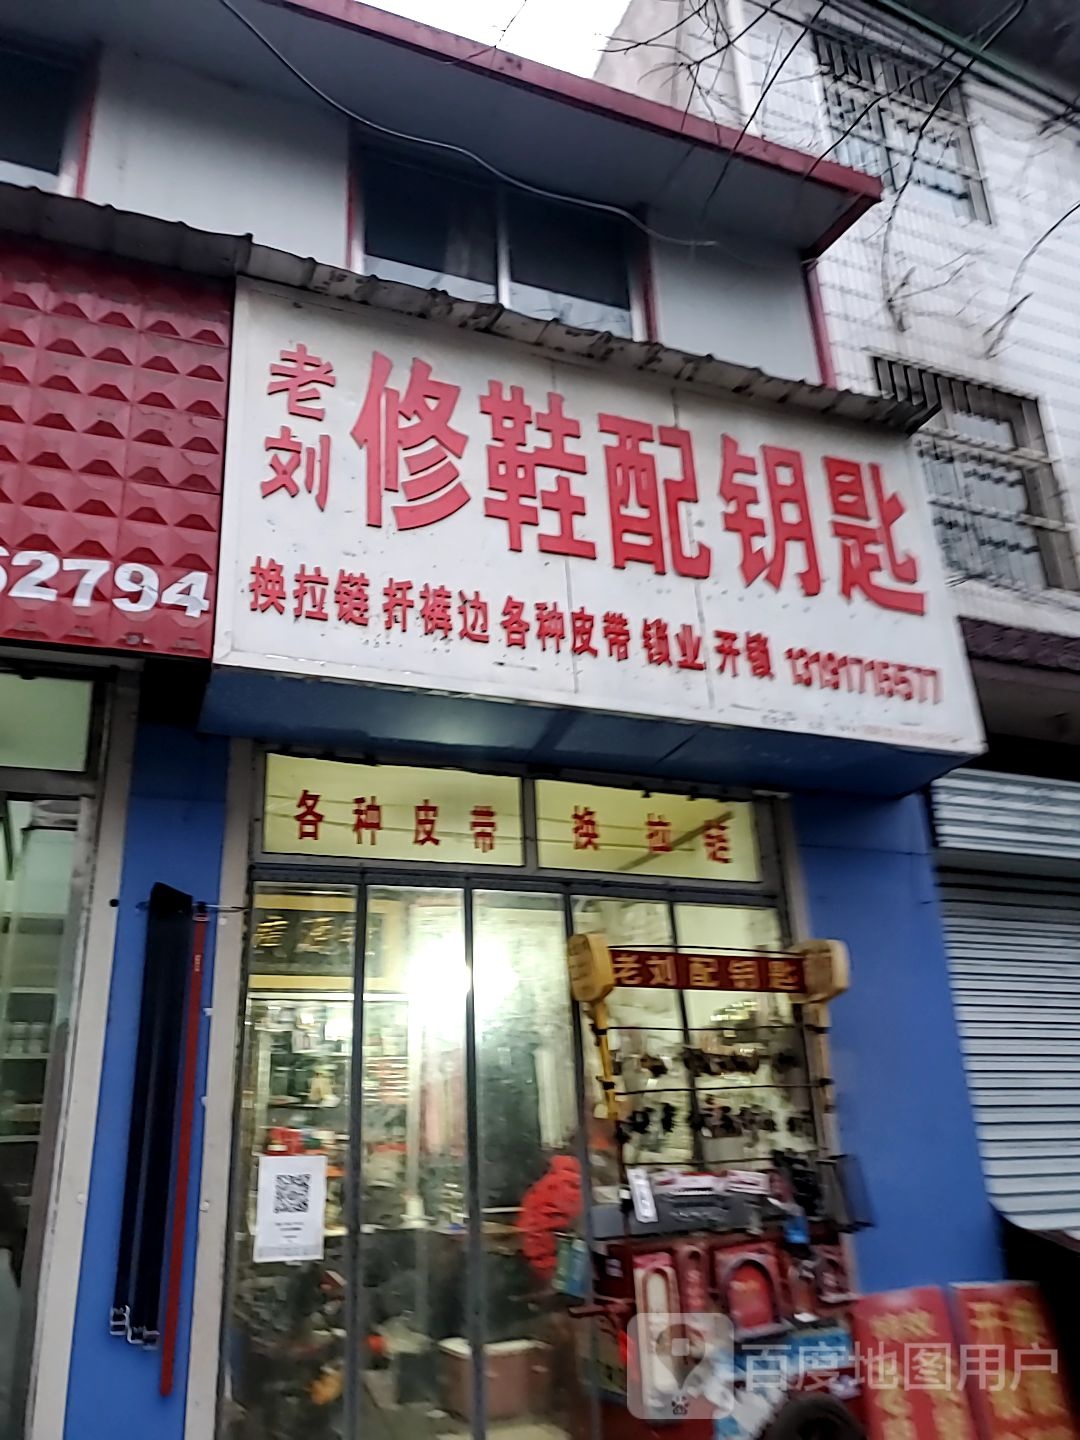 老刘
修鞋配钥匙
换拉链 扦裤边 各种皮带 锁业 开锁 13191715577
62794
各种皮带 换拉链
老刘配钥匙
百度地图用户